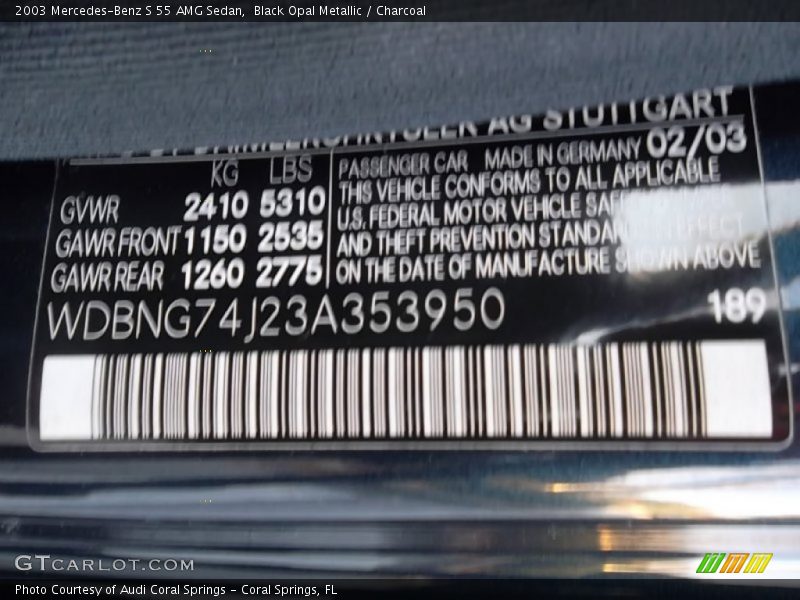 2003 Mercedes-Benz S 55 AMG Sedan,  Black Opal Metallic / Charcoal
AG STUTTGART
KG LBS
GVWR 2410 5310
GAWR FRONT 1150 2535
GAWR REAR 1260 2775
PASSENGER CAR MADE IN GERMANY 02/03
THIS VEHICLE CONFORMS TO ALL APPLICABLE
U.S. FEDERAL MOTOR VEHICLE
AND THEFT PREVENTION IN EFFECT
ON THE DATE OF MANUFACTURE SHOWN ABOVE
WDBNG74J23A353950 189
GTCARLOT.COM
Photo Courtesy of Audi Coral Springs - Coral Springs, FL